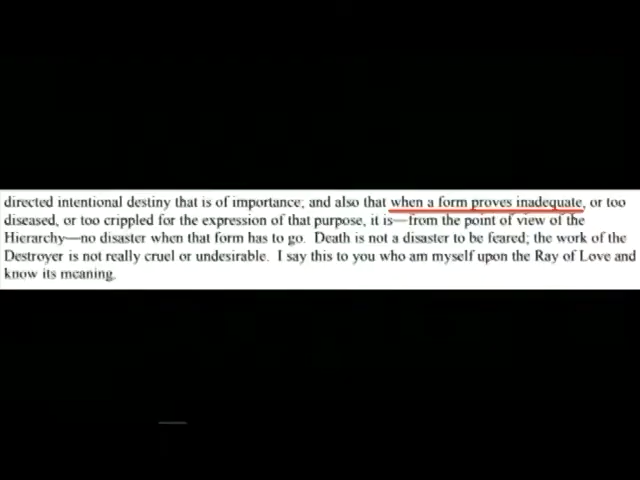 directed intentional destiny that is of importance; and also that when a form proves inadequate, or too
diseased, or too crippled for the expression of that purpose, it is—from the point of view of the
Hierarchy—no disaster when that form has to go.  Death is not a disaster to be feared; the work of the
Destroyer is not really cruel or undesirable.  I say this to you who am myself upon the Ray of Love and
know its meaning.